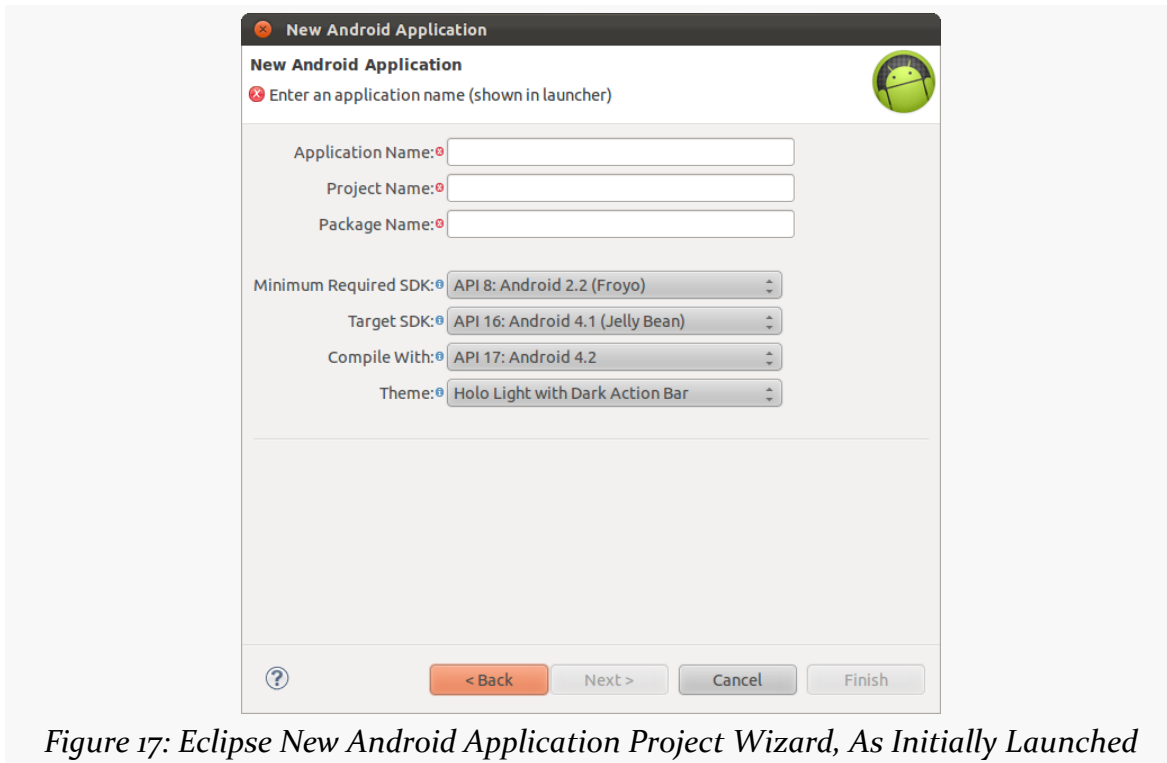 New Android Application
New Android Application
Enter an application name (shown in launcher)
Application Name:
Project Name:
Package Name:
Minimum Required SDK: API 8: Android 2.2 (Froyo)
Target SDK: API 16: Android 4.1 (Jelly Bean)
Compile With: API 17: Android 4.2
Theme: Holo Light with Dark Action Bar
? < Back Next > Cancel Finish
Figure 17: Eclipse New Android Application Project Wizard, As Initially Launched